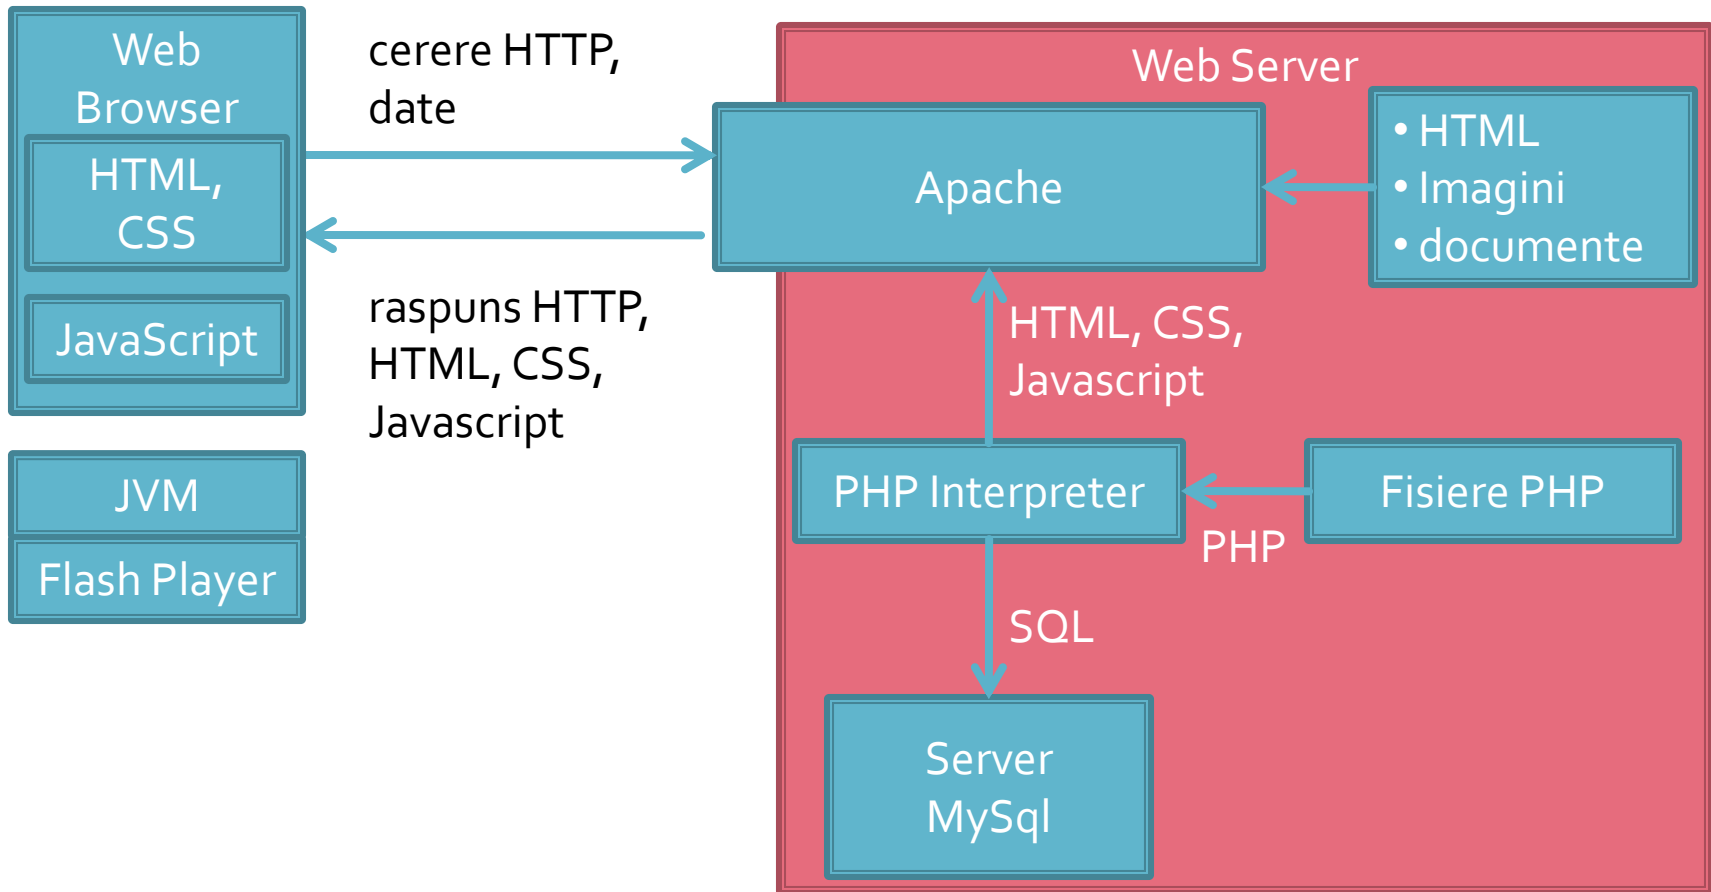 Web
Browser
HTML,
CSS
JavaScript
JVM
Flash Player
cerere HTTP,
date
raspuns HTTP,
HTML, CSS,
Javascript
Web Server
Apache
• HTML
• Imagini
• documente
HTML, CSS,
Javascript
PHP Interpreter
PHP
Fisiere PHP
SQL
Server
MySql